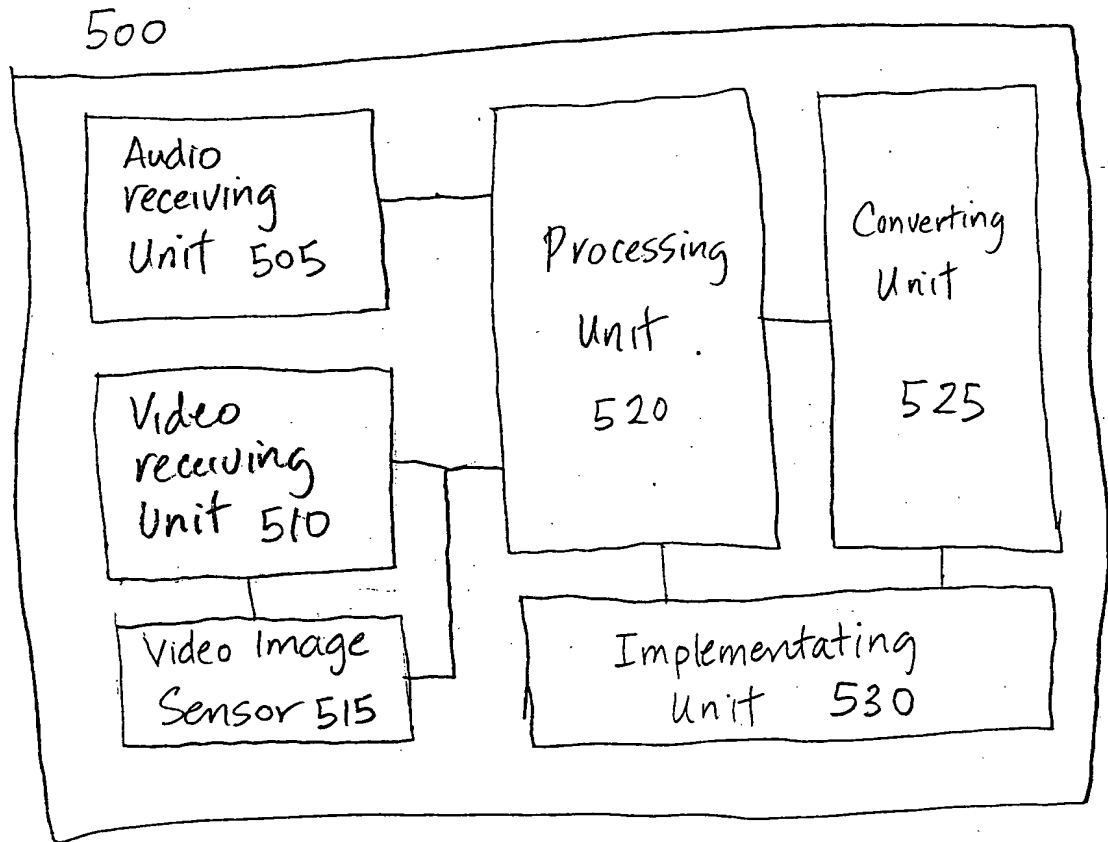 500
Audio
receiving
Unit 505
Processing
Unit
520
Converting
Unit
525
Video
receiving
Unit 510
Video Image
Sensor 515
Implementating
Unit 530